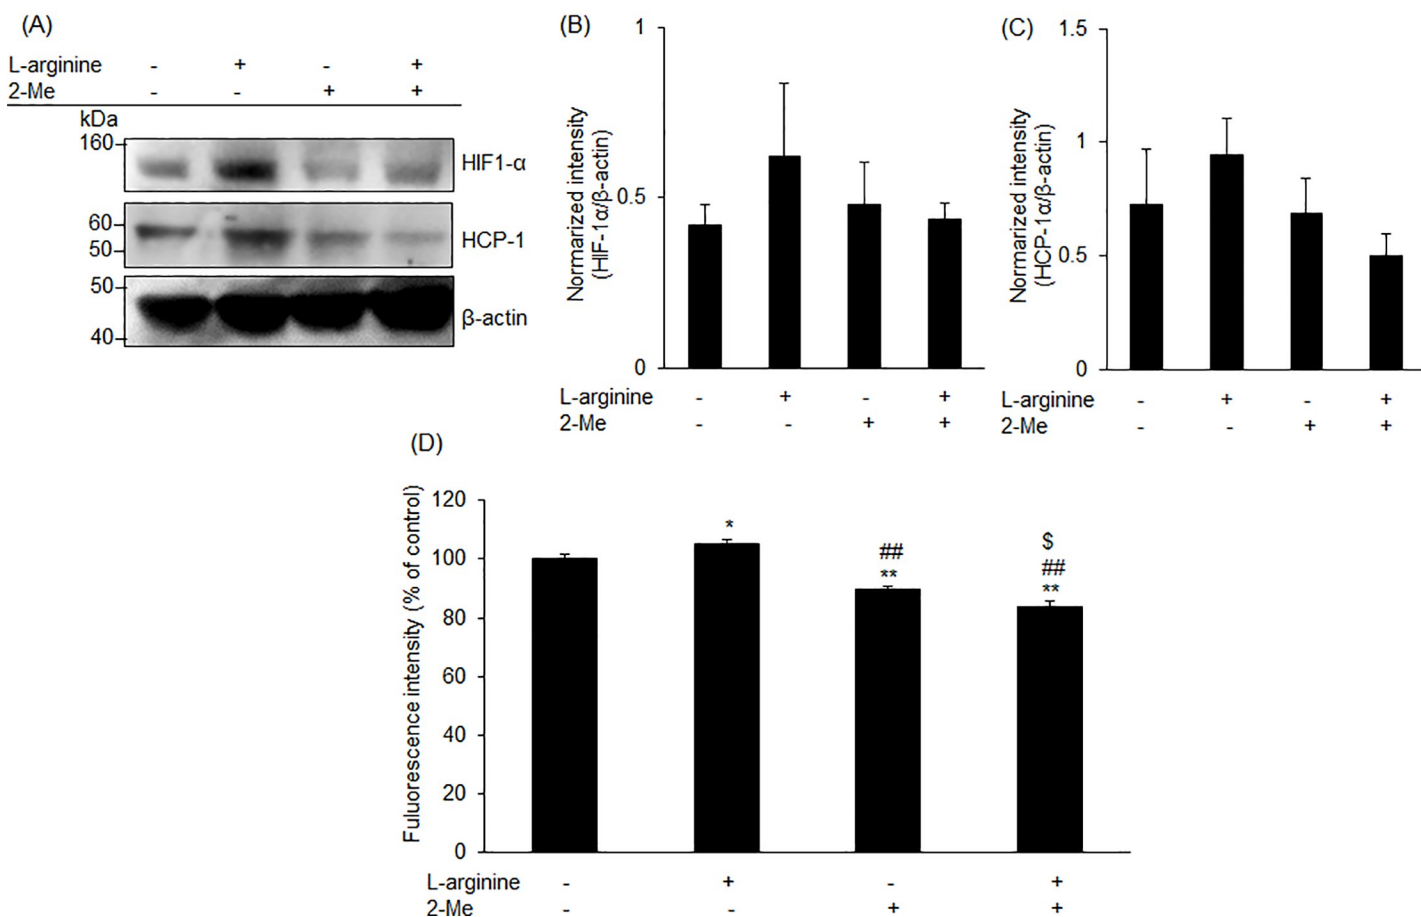 (A)
L-arginine - + - +
2-Me - - + +
kDa
160
HIF1-α
60
HCP-1
50
50
β-actin
40
(B)
1
0.5
0
Normarized intensity
(HIF-1α/β-actin)
L-arginine - + - +
2-Me - - + +
(C)
1.5
1
0.5
0
Normarized intensity
(HCP-1α/β-actin)
L-arginine - + - +
2-Me - - + +
(D)
120
100
80
60
40
20
0
Fuluorescence intensity (% of control)
*
##
**
$
##
**
L-arginine - + - +
2-Me - - + +